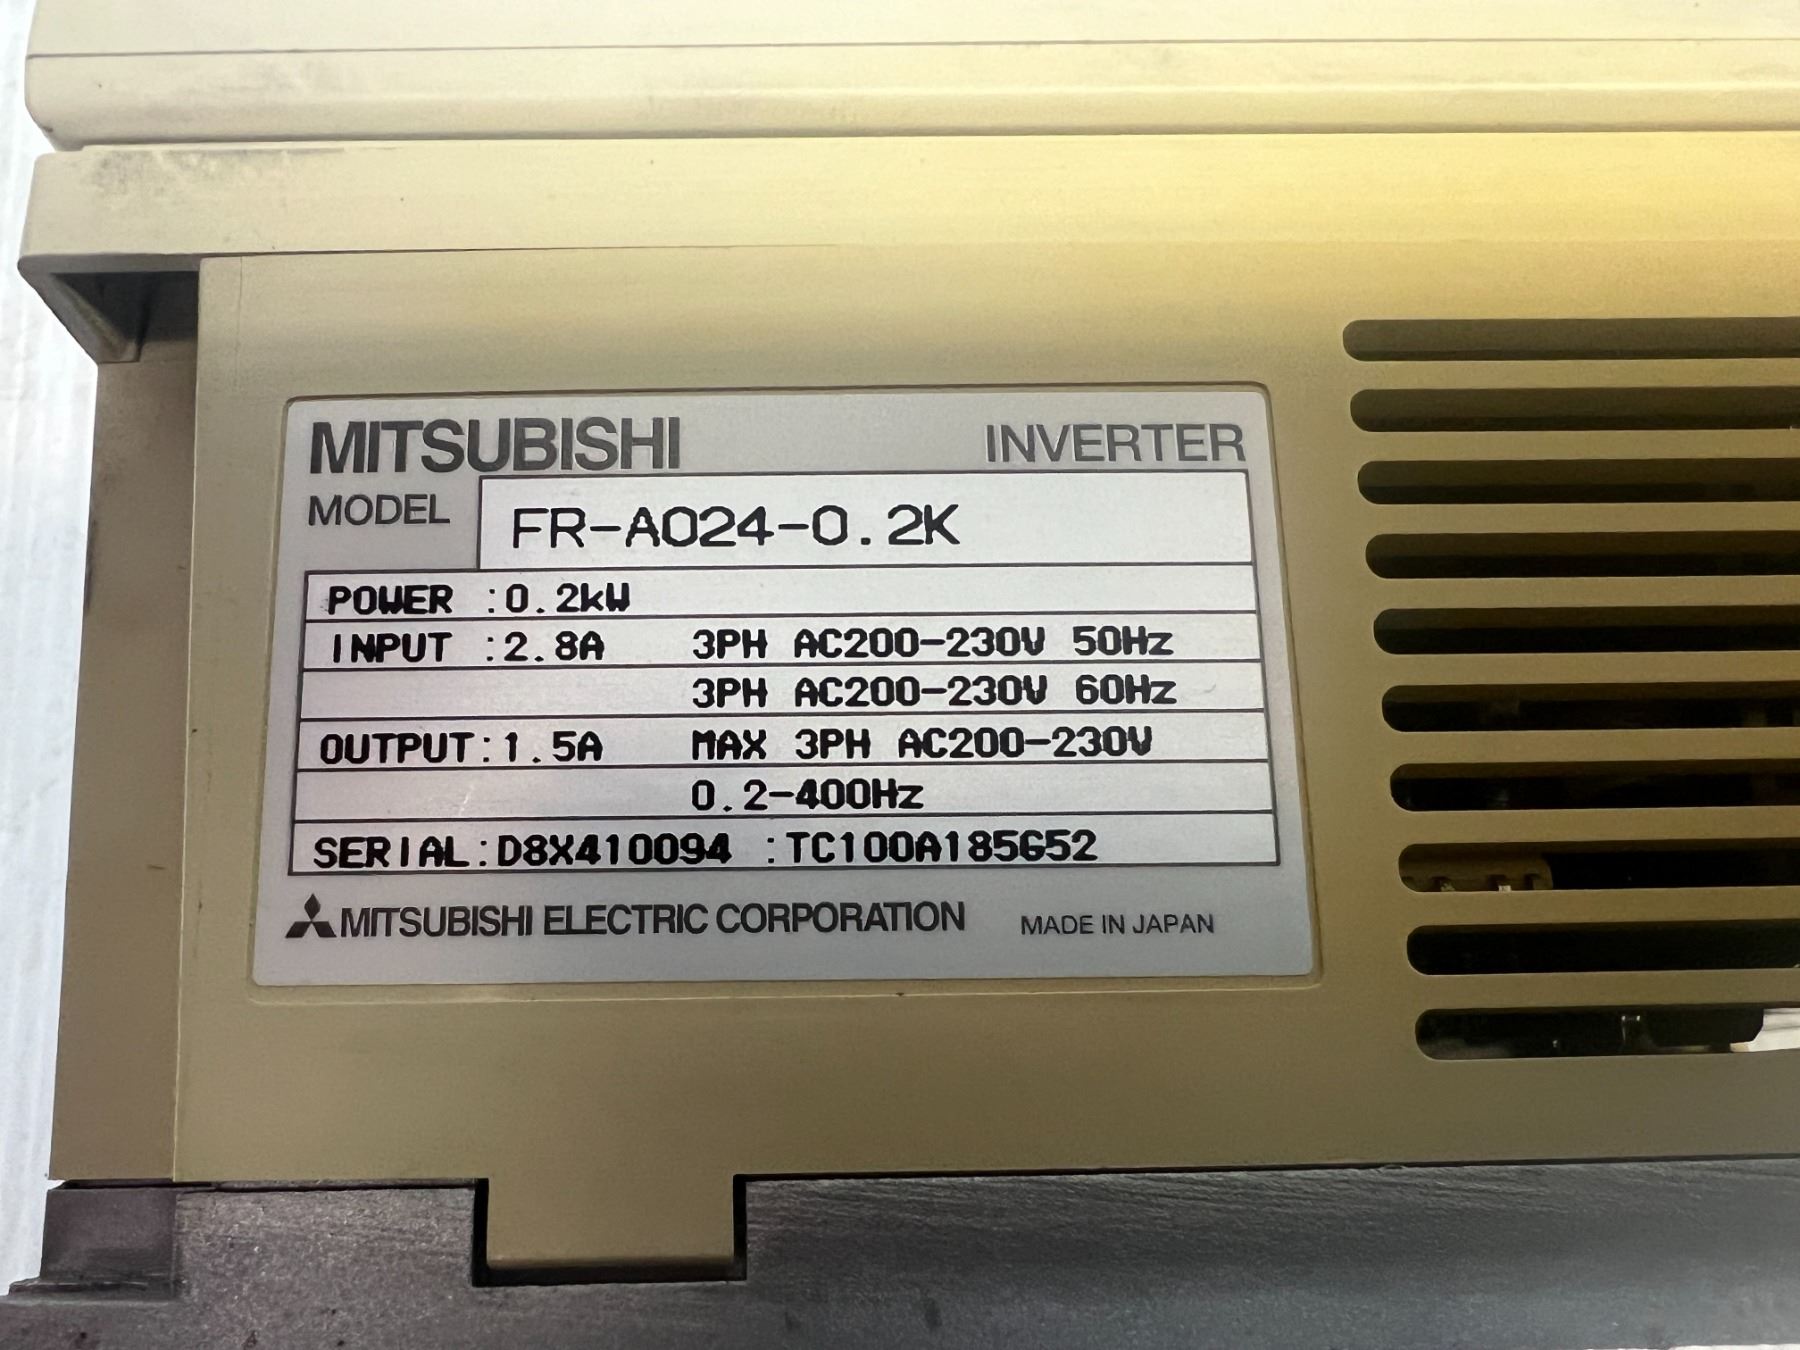 MITSUBISHI INVERTER
MODEL FR-A024-0.2K
POWER :0.2kW
INPUT :2.8A 3PH AC200-230V 50Hz
3PH AC200-230V 60Hz
OUTPUT:1.5A MAX 3PH AC200-230V
0.2-400Hz
SERIAL:D8X410094 :TC100A185G52
MITSUBISHI ELECTRIC CORPORATION MADE IN JAPAN